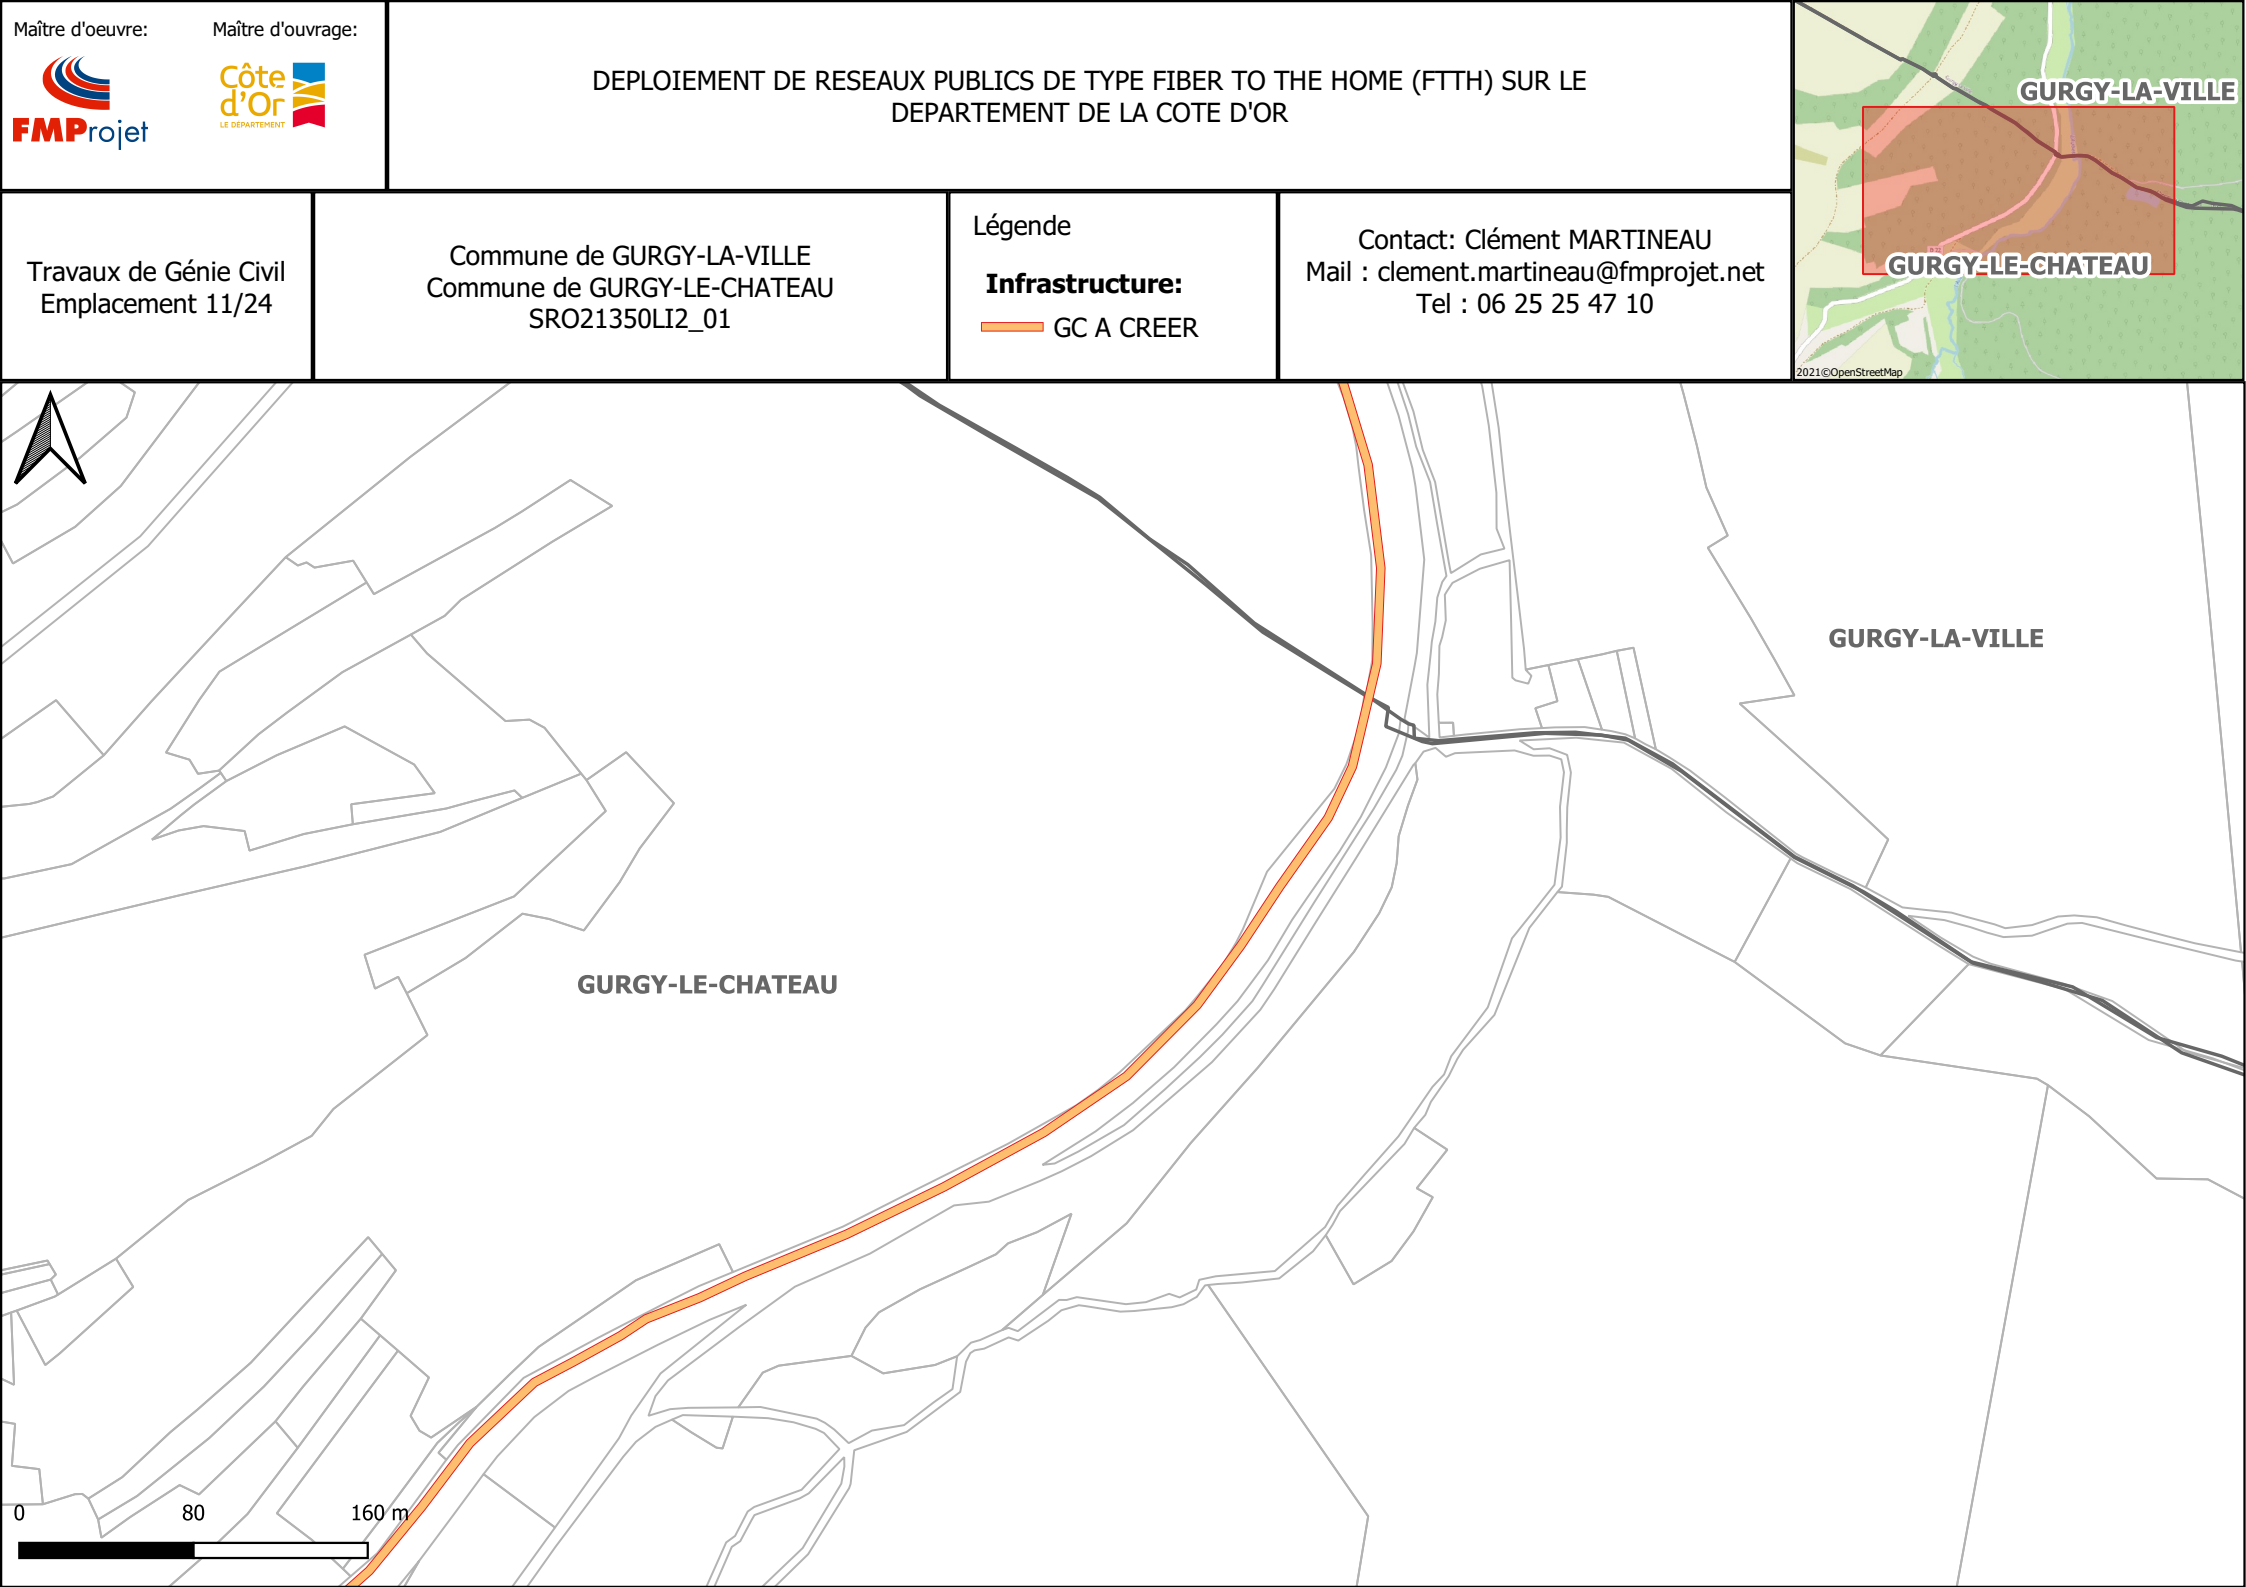 Maître d'oeuvre:
Maître d'ouvrage:
FMProjet
Côte
d'Or
LE DÉPARTEMENT
DEPLOIEMENT DE RESEAUX PUBLICS DE TYPE FIBER TO THE HOME (FTTH) SUR LE
DEPARTEMENT DE LA COTE D'OR
GURGY-LA-VILLE
GURGY-LE-CHATEAU
2021©OpenStreetMap
Travaux de Génie Civil
Emplacement 11/24
Commune de GURGY-LA-VILLE
Commune de GURGY-LE-CHATEAU
SRO21350LI2_01
Légende
Infrastructure:
GC A CREER
Contact: Clément MARTINEAU
Mail : clement.martineau@fmprojet.net
Tel : 06 25 25 47 10
GURGY-LA-VILLE
GURGY-LE-CHATEAU
0 80 160 m